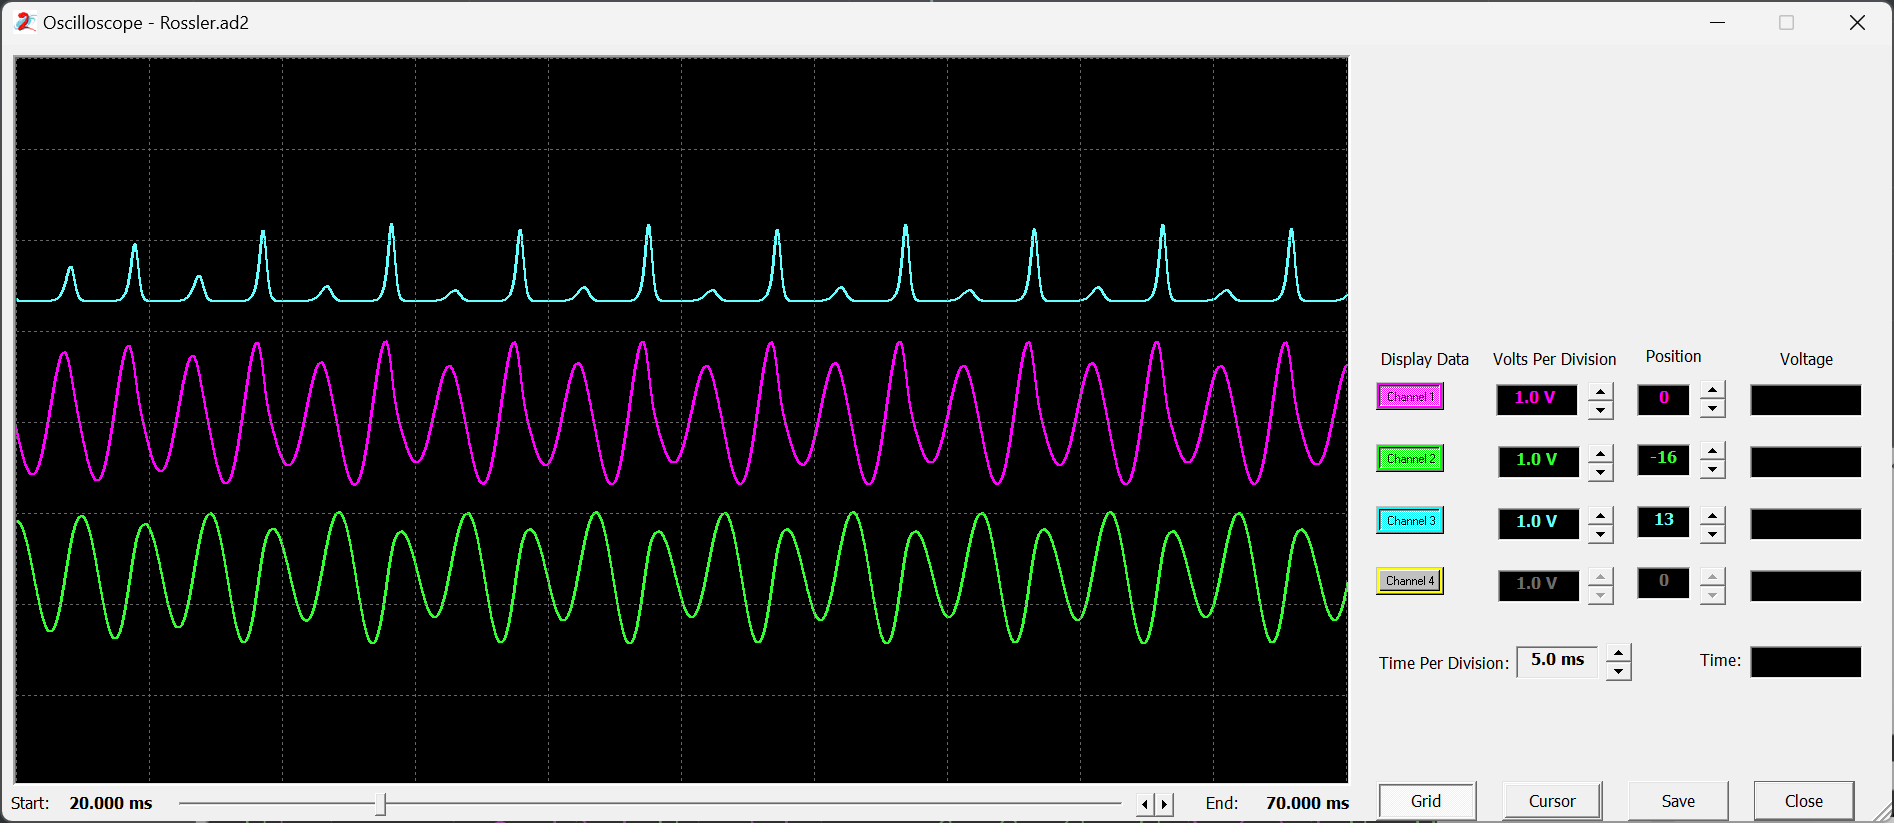 Oscilloscope - Rossler.ad2
Display Data Volts Per Division Position Voltage
Channel 1 1.0 V 0
Channel 2 1.0 V -16
Channel 3 1.0 V 13
Channel 4 1.0 V 0
Time Per Division: 5.0 ms Time:
Start: 20.000 ms End: 70.000 ms Grid Cursor Save Close